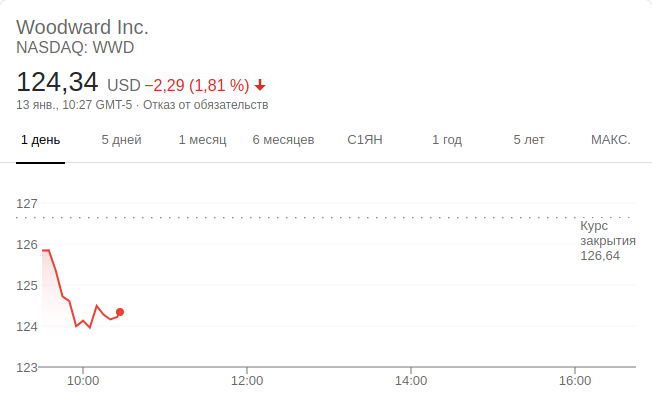 Woodward Inc.
NASDAQ: WWD
124,34 USD −2,29 (1,81 %)
13 янв., 10:27 GMT-5 · Отказ от обязательств
1 день 5 дней 1 месяц 6 месяцев С1ЯН 1 год 5 лет МАКС.
127
Курс
126
закрытия
126,64
125
124
123
10:00 12:00 14:00 16:00